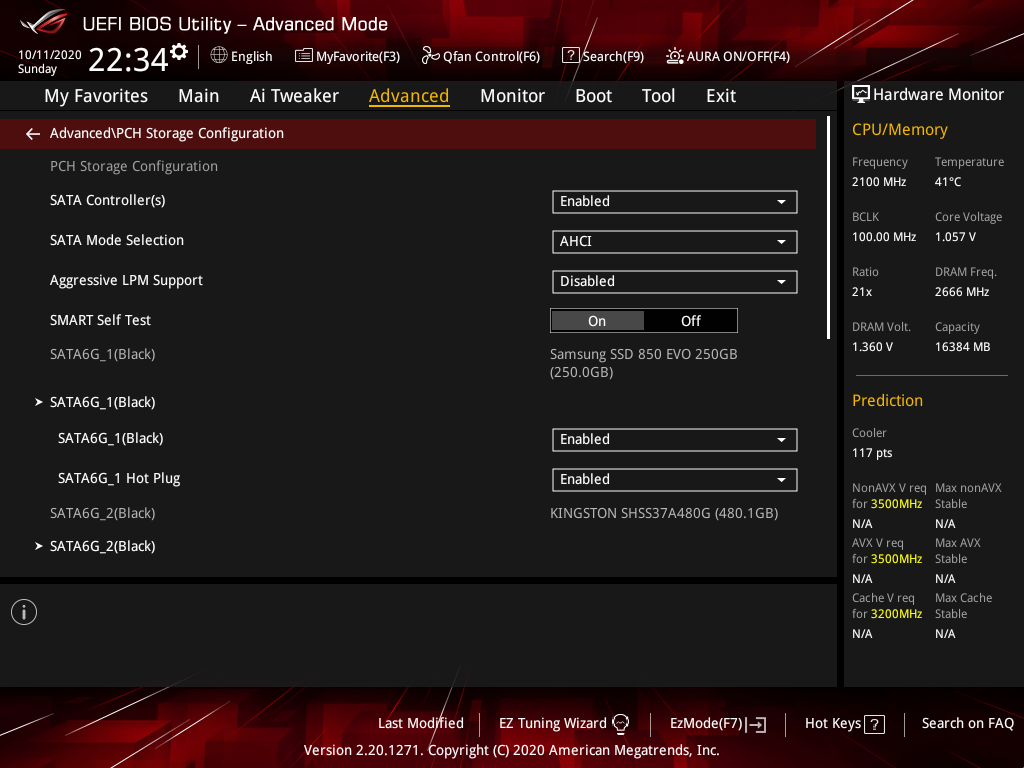 UEFI BIOS Utility – Advanced Mode
10/11/2020
Sunday
22:34
English
MyFavorite(F3)
Qfan Control(F6)
Search(F9)
AURA ON/OFF(F4)
My Favorites Main Ai Tweaker Advanced Monitor Boot Tool Exit
Advanced\PCH Storage Configuration
PCH Storage Configuration
SATA Controller(s) Enabled
SATA Mode Selection AHCI
Aggressive LPM Support Disabled
SMART Self Test On Off
SATA6G_1(Black) Samsung SSD 850 EVO 250GB
(250.0GB)
SATA6G_1(Black)
SATA6G_1(Black) Enabled
SATA6G_1 Hot Plug Enabled
SATA6G_2(Black) KINGSTON SHSS37A480G (480.1GB)
SATA6G_2(Black)
Hardware Monitor
CPU/Memory
Frequency Temperature
2100 MHz 41°C
BCLK Core Voltage
100.00 MHz 1.057 V
Ratio DRAM Freq.
21x 2666 MHz
DRAM Volt. Capacity
1.360 V 16384 MB
Prediction
Cooler
117 pts
NonAVX V req Max nonAVX
for 3500MHz Stable
N/A N/A
AVX V req Max AVX
for 3500MHz Stable
N/A N/A
Cache V req Max Cache
for 3200MHz Stable
N/A N/A
Last Modified EZ Tuning Wizard EzMode(F7) Hot Keys ? Search on FAQ
Version 2.20.1271. Copyright (C) 2020 American Megatrends, Inc.